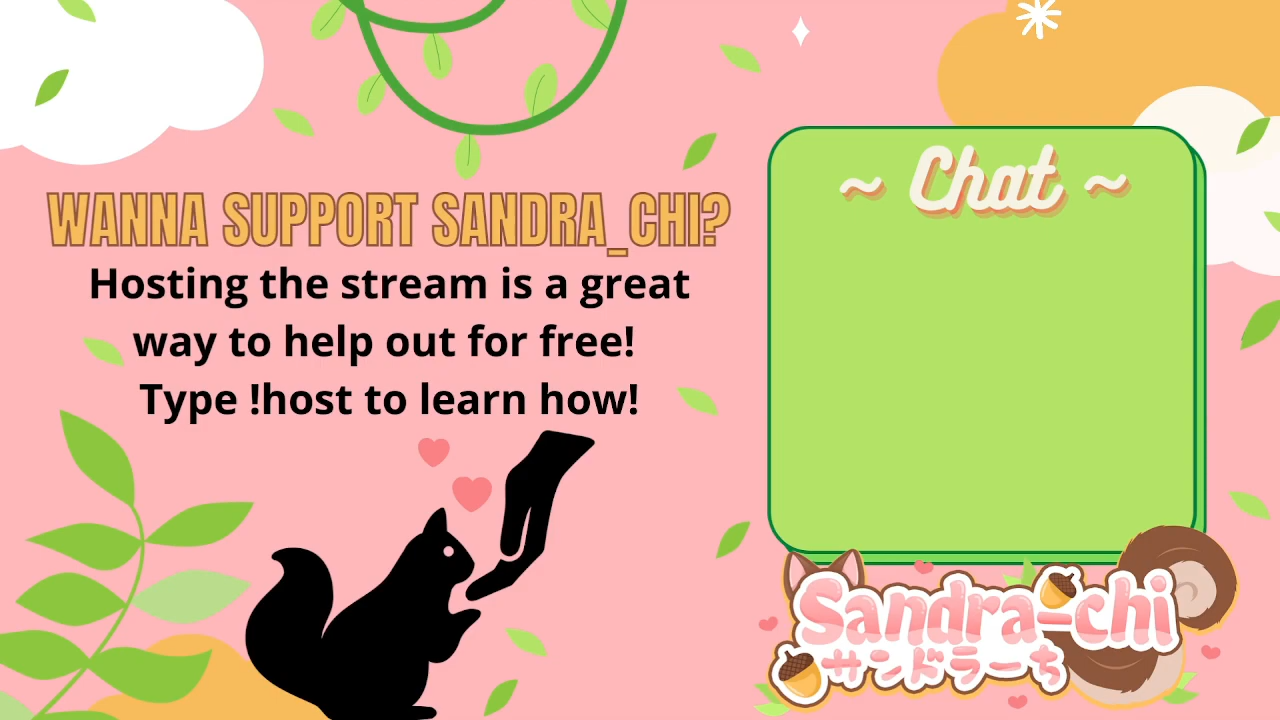 WANNA SUPPORT SANDRA_CHI?
Hosting the stream is a great
way to help out for free!
Type !host to learn how!
~ Chat ~
Sandra-chi
サンドラーち